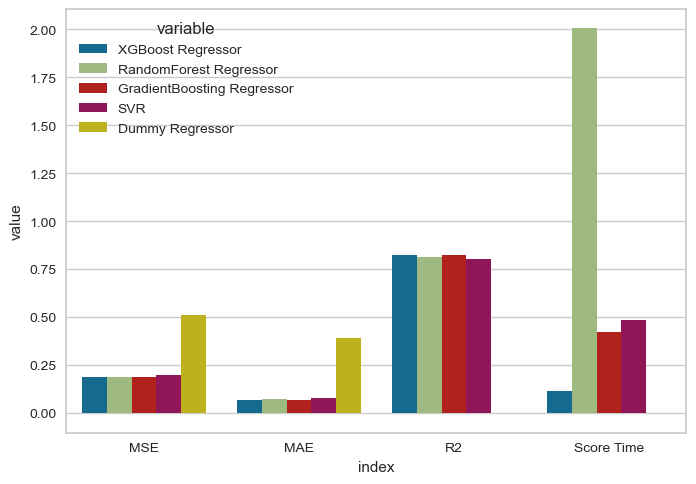 variable
XGBoost Regressor
RandomForest Regressor
GradientBoosting Regressor
SVR
Dummy Regressor
2.00
1.75
1.50
1.25
1.00
0.75
0.50
0.25
0.00
value
MSE MAE R2 Score Time
index